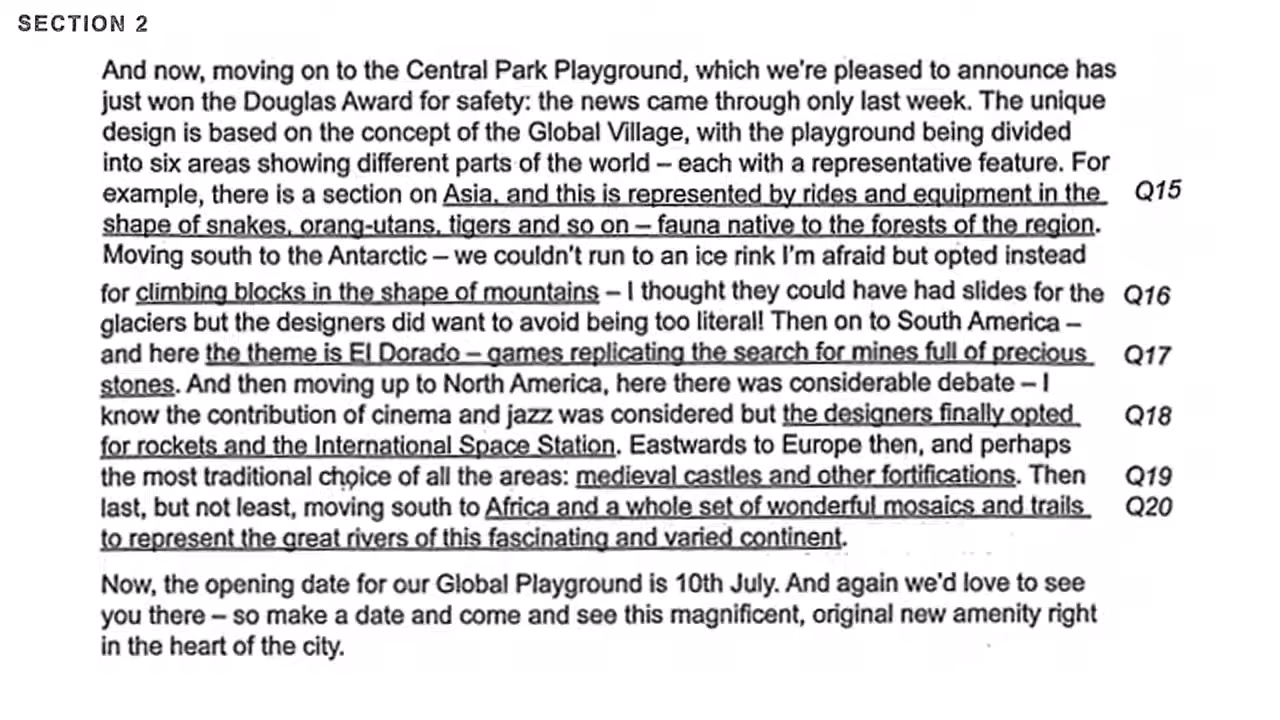 SECTION 2
And now, moving on to the Central Park Playground, which we're pleased to announce has
just won the Douglas Award for safety: the news came through only last week. The unique
design is based on the concept of the Global Village, with the playground being divided
into six areas showing different parts of the world – each with a representative feature. For
example, there is a section on Asia, and this is represented by rides and equipment in the Q15
shape of snakes, orang-utans, tigers and so on – fauna native to the forests of the region.
Moving south to the Antarctic – we couldn't run to an ice rink I'm afraid but opted instead
for climbing blocks in the shape of mountains – I thought they could have had slides for the Q16
glaciers but the designers did want to avoid being too literal! Then on to South America –
and here the theme is El Dorado – games replicating the search for mines full of precious Q17
stones. And then moving up to North America, here there was considerable debate – I
know the contribution of cinema and jazz was considered but the designers finally opted Q18
for rockets and the International Space Station. Eastwards to Europe then, and perhaps
the most traditional choice of all the areas: medieval castles and other fortifications. Then Q19
last, but not least, moving south to Africa and a whole set of wonderful mosaics and trails Q20
to represent the great rivers of this fascinating and varied continent.
Now, the opening date for our Global Playground is 10th July. And again we'd love to see
you there – so make a date and come and see this magnificent, original new amenity right
in the heart of the city.